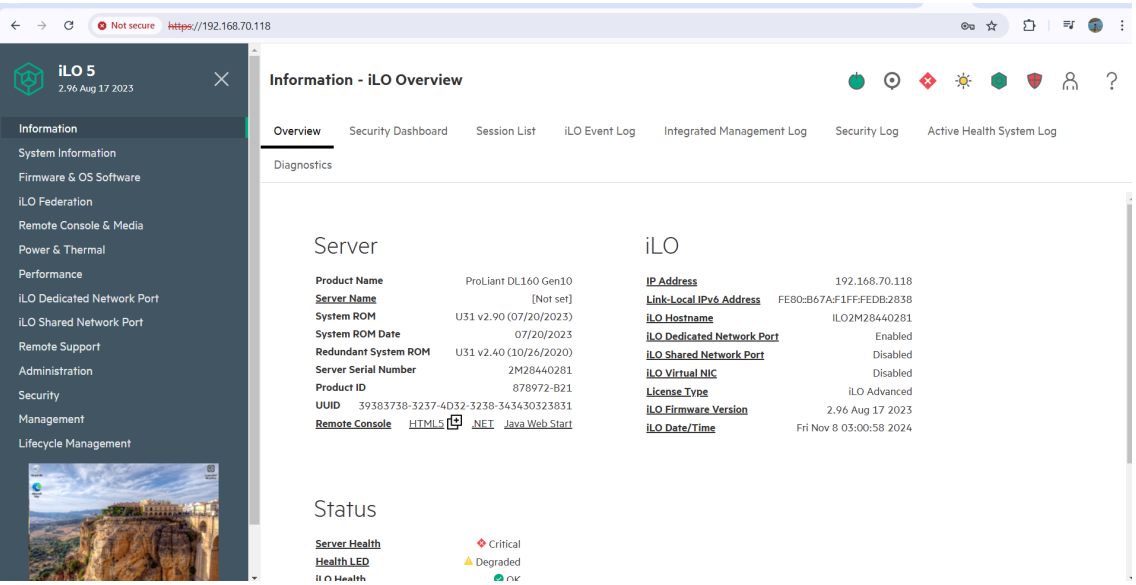 Not secure https://192.168.70.118
iLO 5
2.96 Aug 17 2023
Information
System Information
Firmware & OS Software
iLO Federation
Remote Console & Media
Power & Thermal
Performance
iLO Dedicated Network Port
iLO Shared Network Port
Remote Support
Administration
Security
Management
Lifecycle Management
Information - iLO Overview
?
Overview Security Dashboard Session List iLO Event Log Integrated Management Log Security Log Active Health System Log
Diagnostics
Server
Product Name ProLiant DL160 Gen10
Server Name [Not set]
System ROM U31 v2.90 (07/20/2023)
System ROM Date 07/20/2023
Redundant System ROM U31 v2.40 (10/26/2020)
Server Serial Number 2M28440281
Product ID 878972-B21
UUID 39383738-3237-4D32-3238-343430323831
Remote Console HTML5 .NET Java Web Start
iLO
IP Address 192.168.70.118
Link-Local IPv6 Address FE80::B67A:F1FF:FEDB:2838
iLO Hostname ILO2M28440281
iLO Dedicated Network Port Enabled
iLO Shared Network Port Disabled
iLO Virtual NIC Disabled
License Type iLO Advanced
iLO Firmware Version 2.96 Aug 17 2023
iLO Date/Time Fri Nov 8 03:00:58 2024
Status
Server Health Critical
Health LED Degraded
iLO Health OK